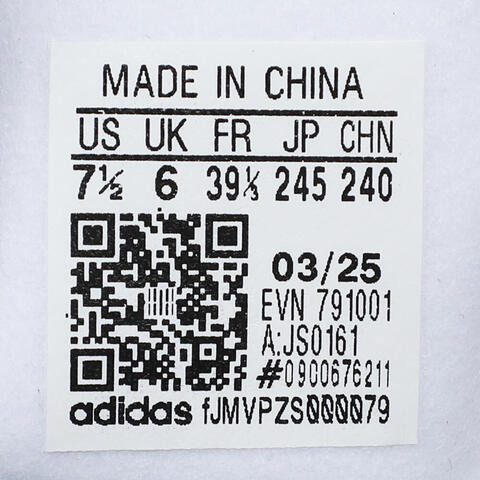 MADE IN CHINA
US UK FR JP CHN
7½ 6 39⅓ 245 240
03/25
EVN 791001
A:JS0161
#0900676211
adidas fJMVPZS000079